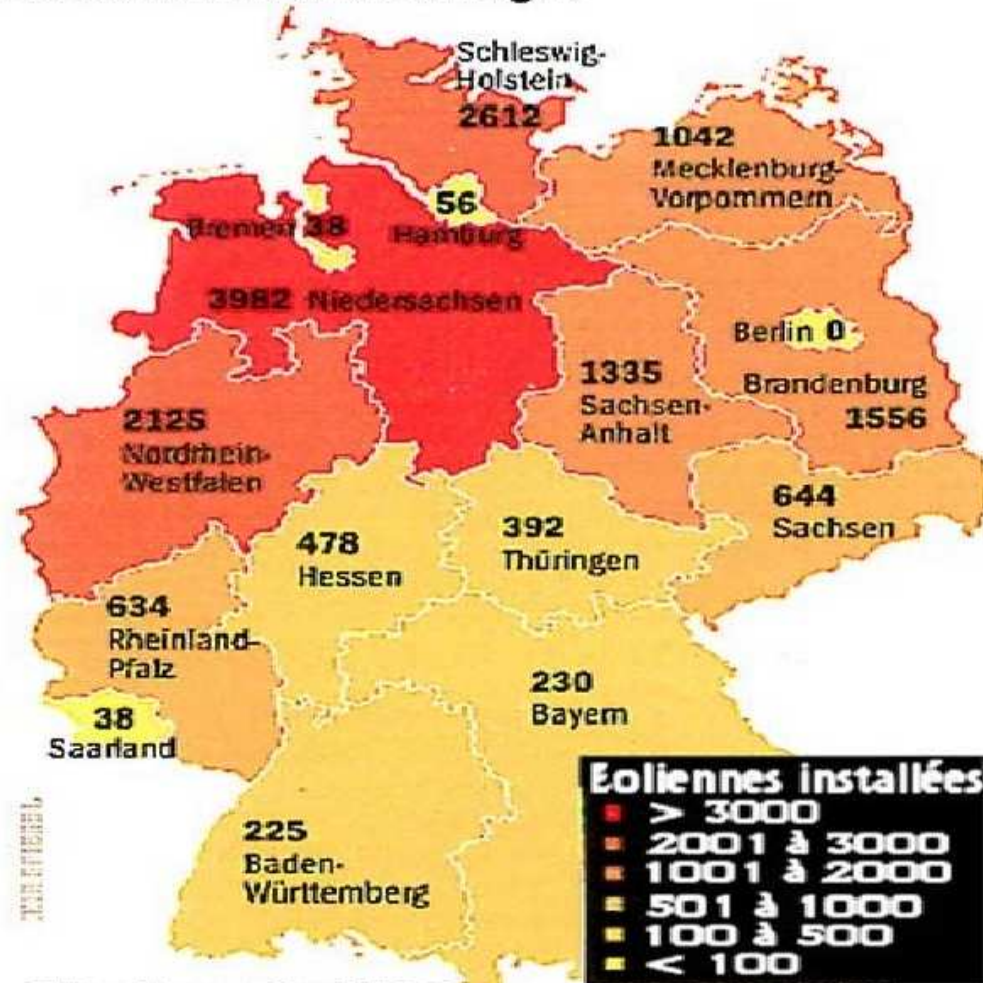 Schleswig-
Holstein
2612
1042
Mecklenburg-
Vorpommern
56
Hamburg
Bremen 38
3982 Niedersachsen
Berlin 0
Brandenburg
1556
1335
Sachsen-
Anhalt
2125
Nordrhein-
Westfalen
644
Sachsen
478
Hessen
392
Thüringen
634
Rheinland-
Pfalz
38
Saarland
230
Bayern
225
Baden-
Württemberg
Eoliennes installées
> 3000
2001 à 3000
1001 à 2000
501 à 1000
100 à 500
< 100